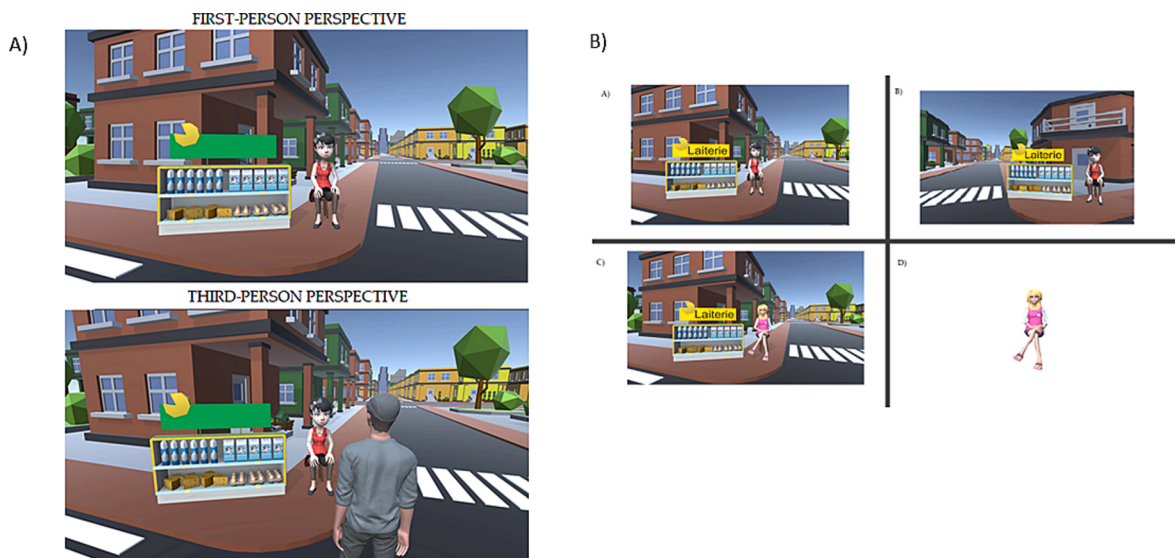 A)
FIRST-PERSON PERSPECTIVE
THIRD-PERSON PERSPECTIVE
B)
A)
Laiterie
B)
Laiterie
C)
Laiterie
D)